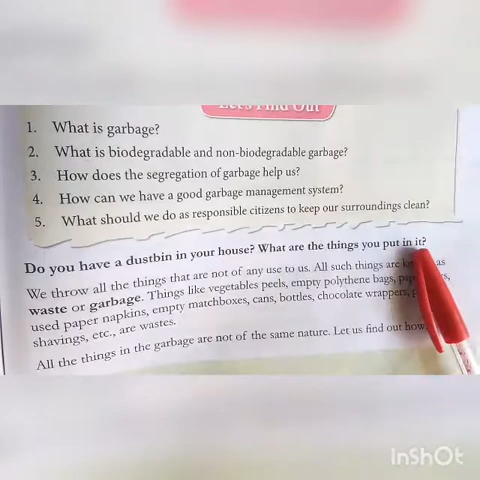 Let's Find Out
1. What is garbage?
2. What is biodegradable and non-biodegradable garbage?
3. How does the segregation of garbage help us?
4. How can we have a good garbage management system?
5. What should we do as responsible citizens to keep our surroundings clean?
Do you have a dustbin in your house? What are the things you put in it?
We throw all the things that are not of any use to us. All such things are as
waste or garbage. Things like vegetables peels, empty polythene bags,
used paper napkins, empty matchboxes, cans, bottles, chocolate wrappers,
shavings, etc., are wastes.
All the things in the garbage are not of the same nature. Let us find out how
InShOt